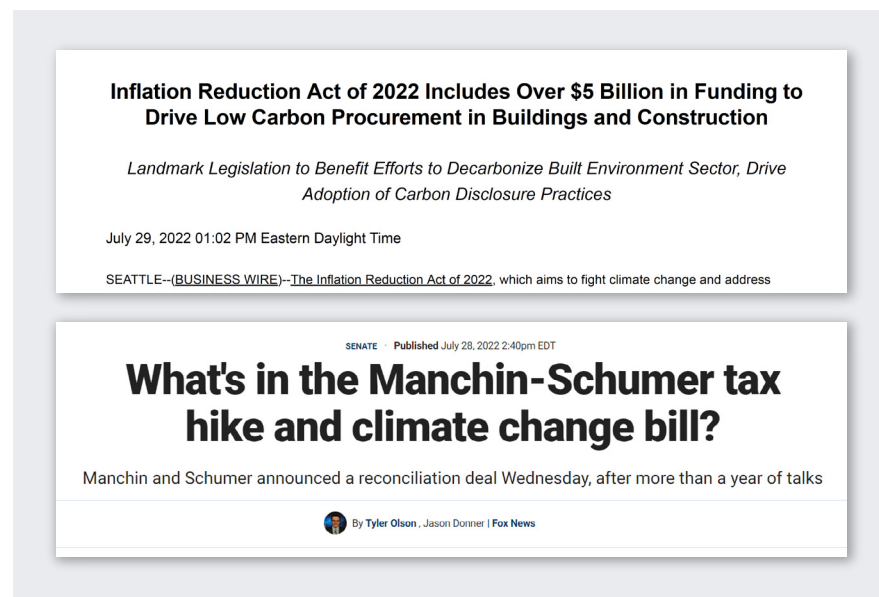 Inflation Reduction Act of 2022 Includes Over $5 Billion in Funding to
Drive Low Carbon Procurement in Buildings and Construction
Landmark Legislation to Benefit Efforts to Decarbonize Built Environment Sector, Drive
Adoption of Carbon Disclosure Practices
July 29, 2022 01:02 PM Eastern Daylight Time
SEATTLE--(BUSINESS WIRE)--The Inflation Reduction Act of 2022, which aims to fight climate change and address
SENATE · Published July 28, 2022 2:40pm EDT
What's in the Manchin-Schumer tax
hike and climate change bill?
Manchin and Schumer announced a reconciliation deal Wednesday, after more than a year of talks
By Tyler Olson , Jason Donner | Fox News